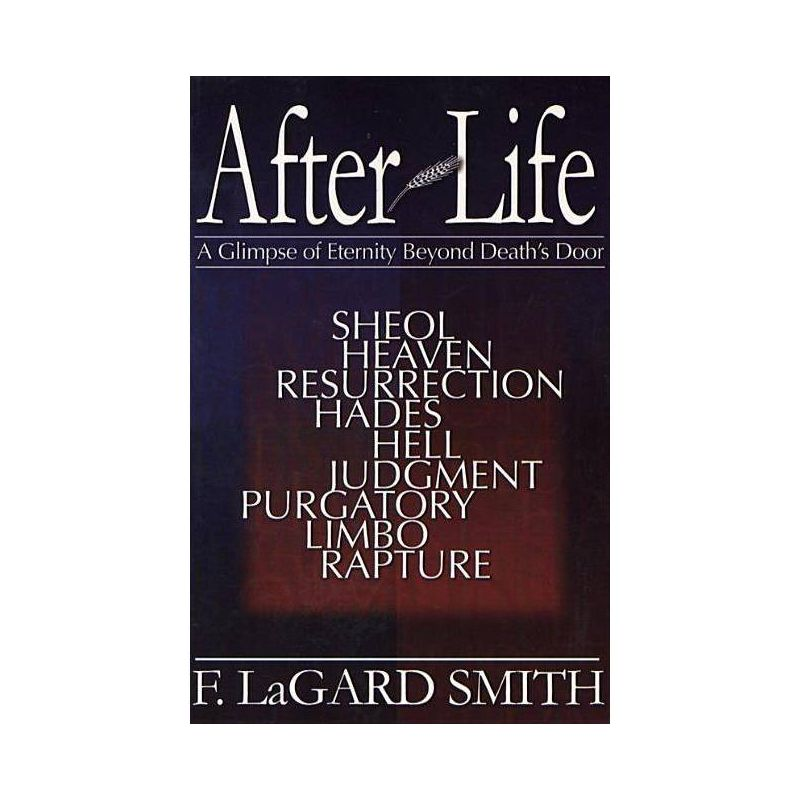 After Life
A Glimpse of Eternity Beyond Death's Door
SHEOL
HEAVEN
RESURRECTION
HADES
HELL
JUDGMENT
PURGATORY
LIMBO
RAPTURE
F. LaGARD SMITH